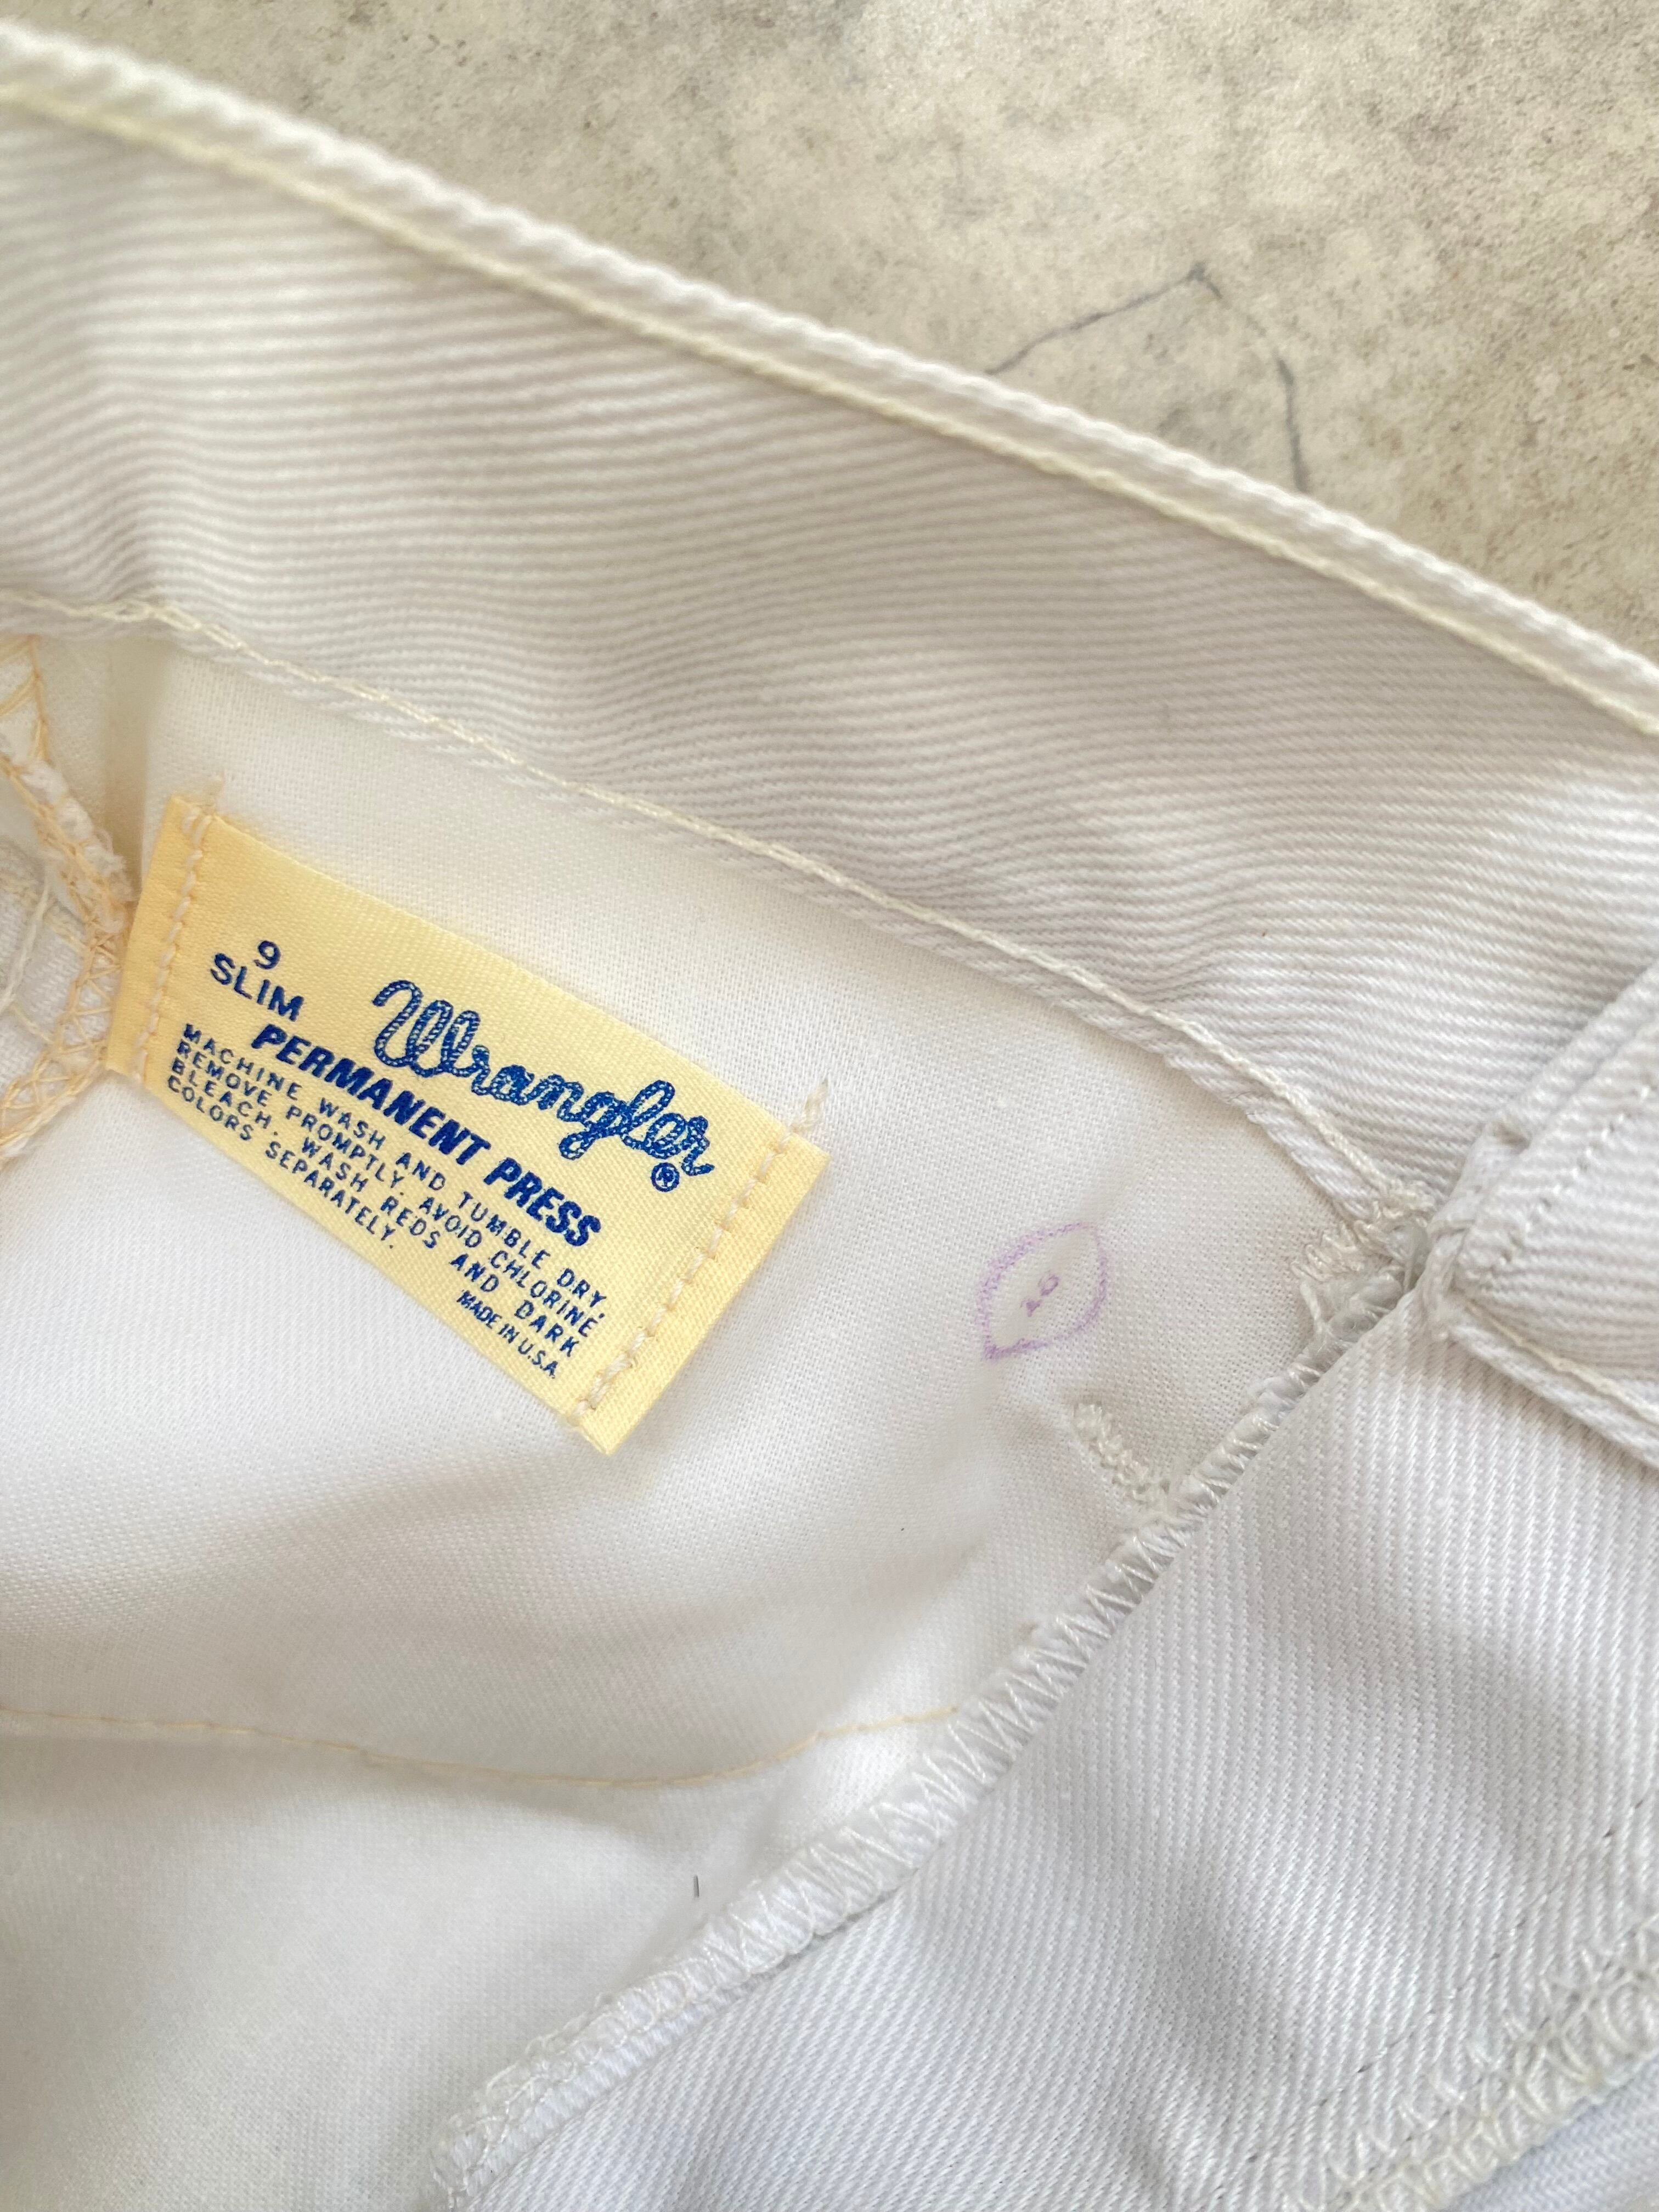 9
SLIM
Wrangler®
PERMANENT PRESS
MACHINE WASH AND TUMBLE DRY,
REMOVE PROMPTLY. AVOID CHLORINE
BLEACH. WASH REDS AND DARK
COLORS SEPARATELY.
MADE IN U.S.A.